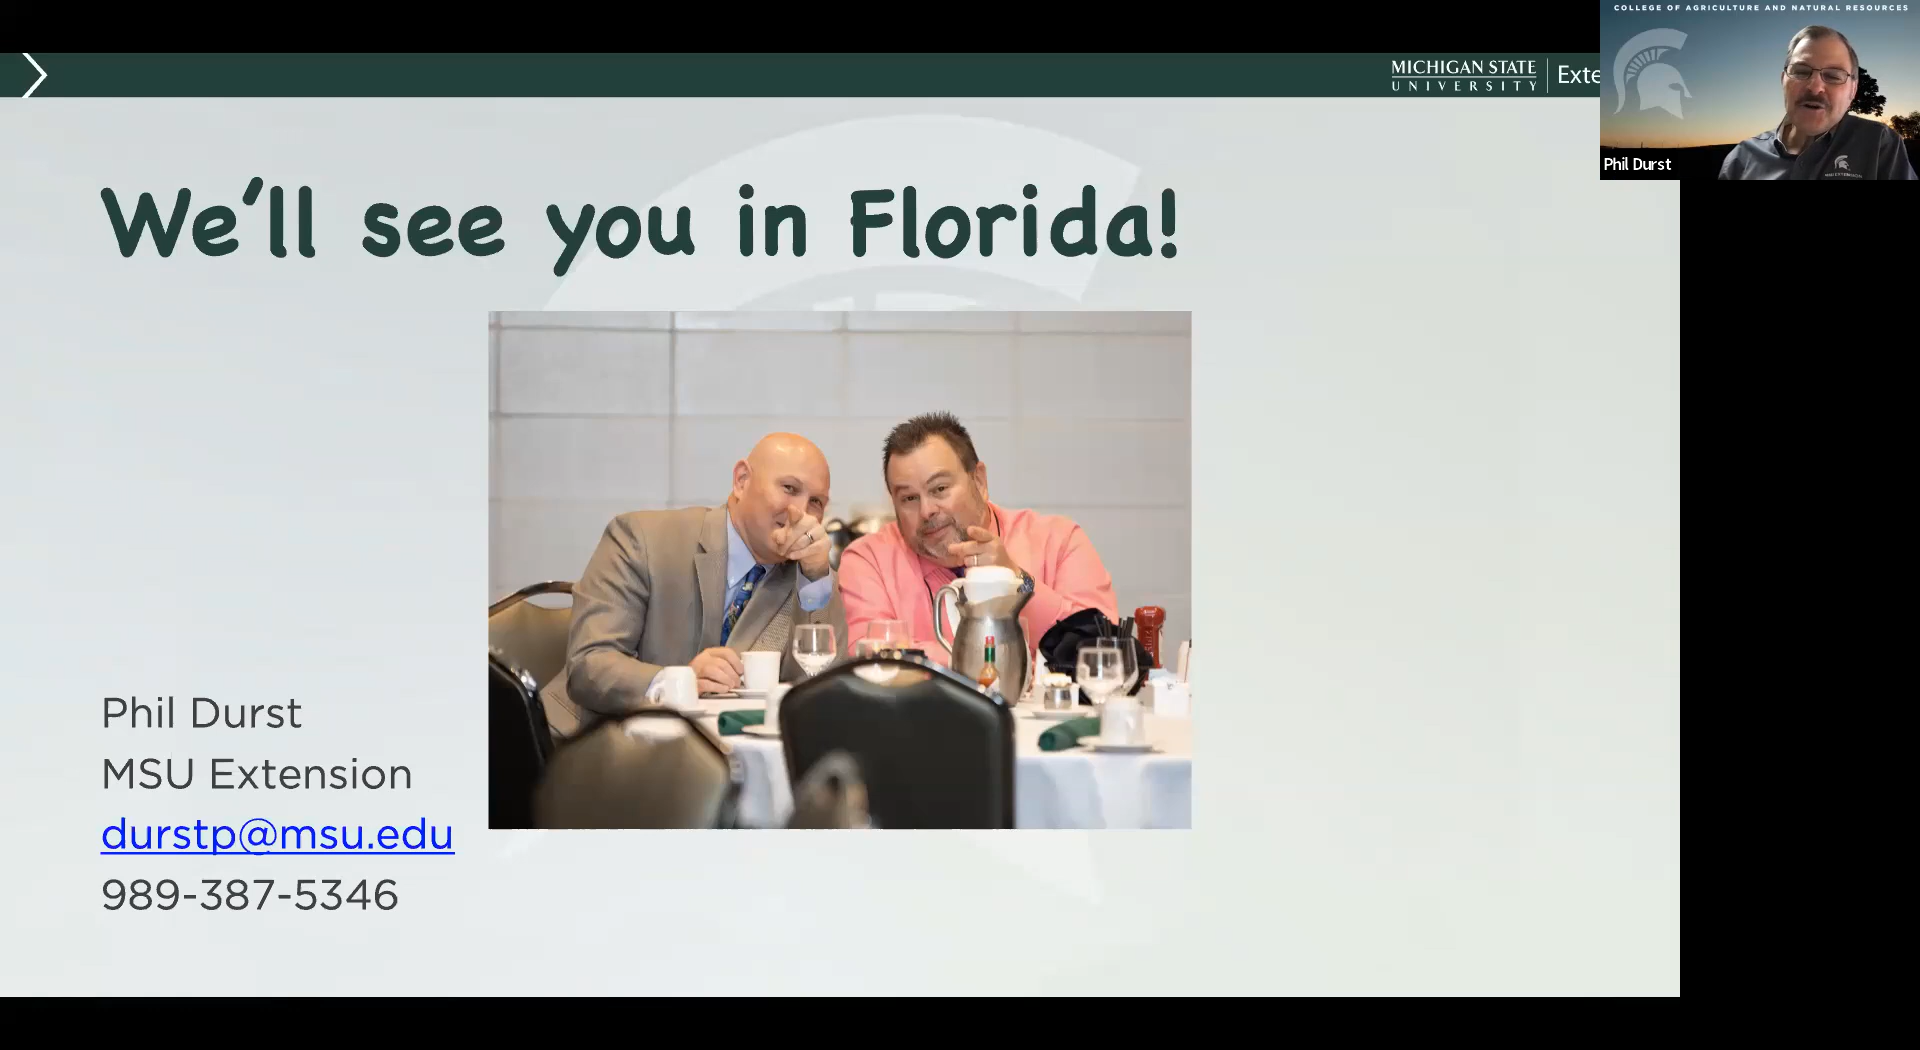 COLLEGE OF AGRICULTURE AND NATURAL RESOURCES
MICHIGAN STATE
UNIVERSITY
Exte
Phil Durst
We'll see you in Florida!
Phil Durst
MSU Extension
durstp@msu.edu
989-387-5346